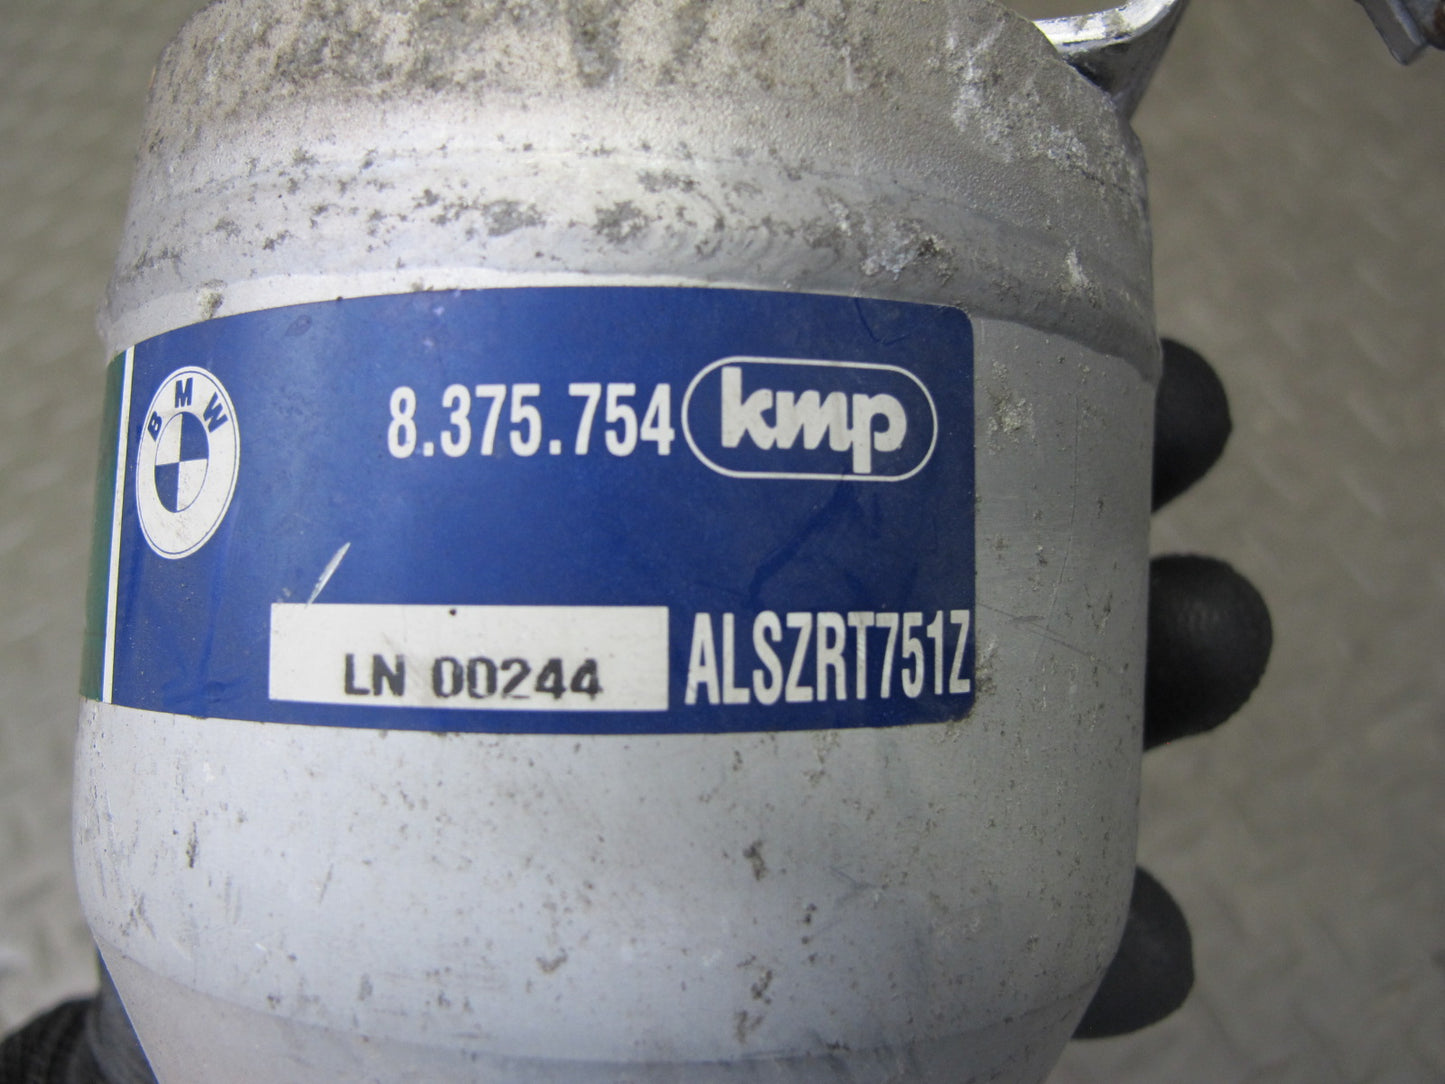 BMW
8.375.754 kmp
LN 00244 ALSZRT751Z